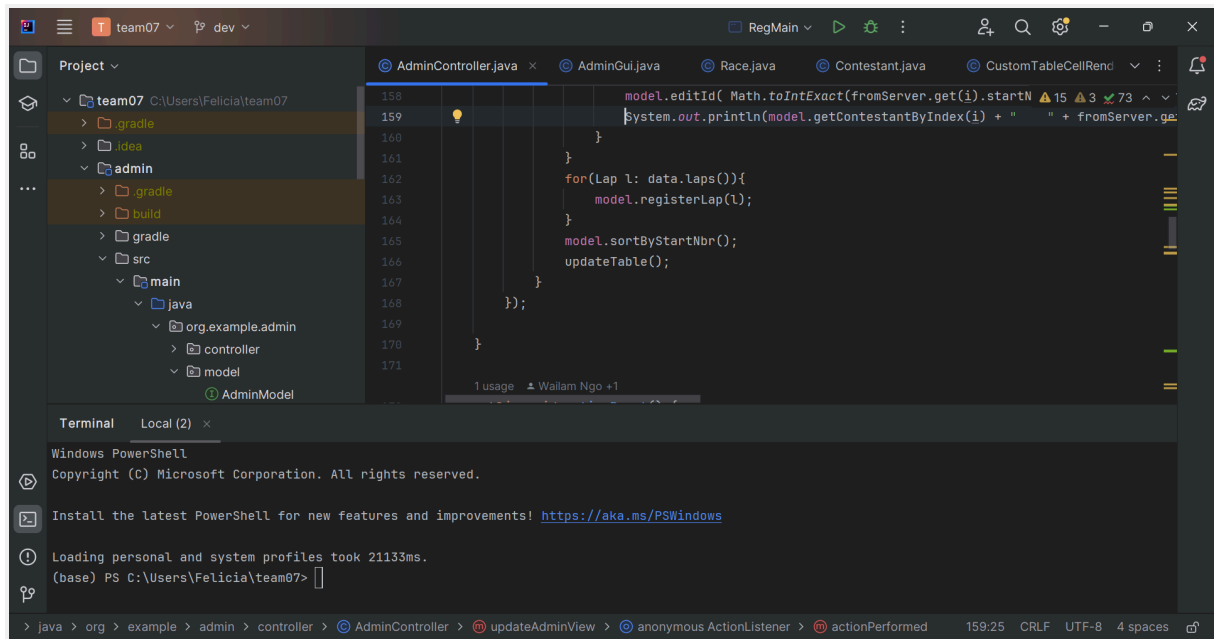 T team07 dev RegMain
Project
AdminController.java AdminGui.java Race.java Contestant.java CustomTableCellRend
team07 C:\Users\Felicia\team07
.gradle
.idea
admin
.gradle
build
gradle
src
main
java
org.example.admin
controller
model
AdminModel
158 model.editId( Math.toIntExact(fromServer.get(i).startN 15 3 73
159 System.out.println(model.getContestantByIndex(i) + "    " + fromServer.ge
160 }
161 }
162 for(Lap l: data.laps()){
163 model.registerLap(l);
164 }
165 model.sortByStartNbr();
166 updateTable();
167 }
168 });
169
170 }
171
1 usage Wailam Ngo +1
Terminal Local (2)
Windows PowerShell
Copyright (C) Microsoft Corporation. All rights reserved.
Install the latest PowerShell for new features and improvements! https://aka.ms/PSWindows
Loading personal and system profiles took 21133ms.
(base) PS C:\Users\Felicia\team07>
> java > org > example > admin > controller > AdminController > updateAdminView > anonymous ActionListener > actionPerformed 159:25 CRLF UTF-8 4 spaces